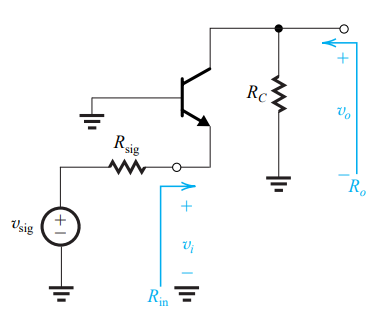 R_C
+
v_o
−
R_o
R_sig
v_sig
+
−
+
v_i
−
R_in